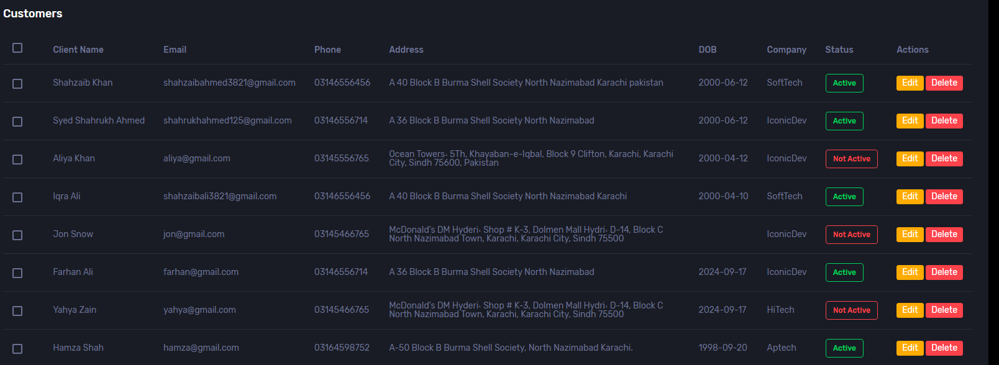 Customers
Client Name Email Phone Address DOB Company Status Actions
Shahzaib Khan shahzaibahmed3821@gmail.com 03146556456 A 40 Block B Burma Shell Society North Nazimabad Karachi pakistan 2000-06-12 SoftTech Active Edit Delete
Syed Shahrukh Ahmed shahrukhahmed125@gmail.com 03146556714 A 36 Block B Burma Shell Society North Nazimabad 2000-06-12 IconicDev Active Edit Delete
Aliya Khan aliya@gmail.com 03145556765 Ocean Towers، 5Th, Khayaban-e-Iqbal, Block 9 Clifton, Karachi, Karachi
City, Sindh 75600, Pakistan 2000-04-12 IconicDev Not Active Edit Delete
Iqra Ali shahzaibali3821@gmail.com 03146556456 A 40 Block B Burma Shell Society North Nazimabad Karachi 2000-04-10 SoftTech Active Edit Delete
Jon Snow jon@gmail.com 03145466765 McDonald's DM Hyderi، Shop # K-3, Dolmen Mall Hydri، D-14, Block C
North Nazimabad Town, Karachi, Karachi City, Sindh 75500 IconicDev Not Active Edit Delete
Farhan Ali farhan@gmail.com 03146556714 A 36 Block B Burma Shell Society North Nazimabad 2024-09-17 IconicDev Active Edit Delete
Yahya Zain yahya@gmail.com 03145466765 McDonald's DM Hyderi، Shop # K-3, Dolmen Mall Hydri، D-14, Block C
North Nazimabad Town, Karachi, Karachi City, Sindh 75500 2024-09-17 HiTech Not Active Edit Delete
Hamza Shah hamza@gmail.com 03164598752 A-50 Block B Burma Shell Society, North Nazimabad Karachi. 1998-09-20 Aptech Active Edit Delete